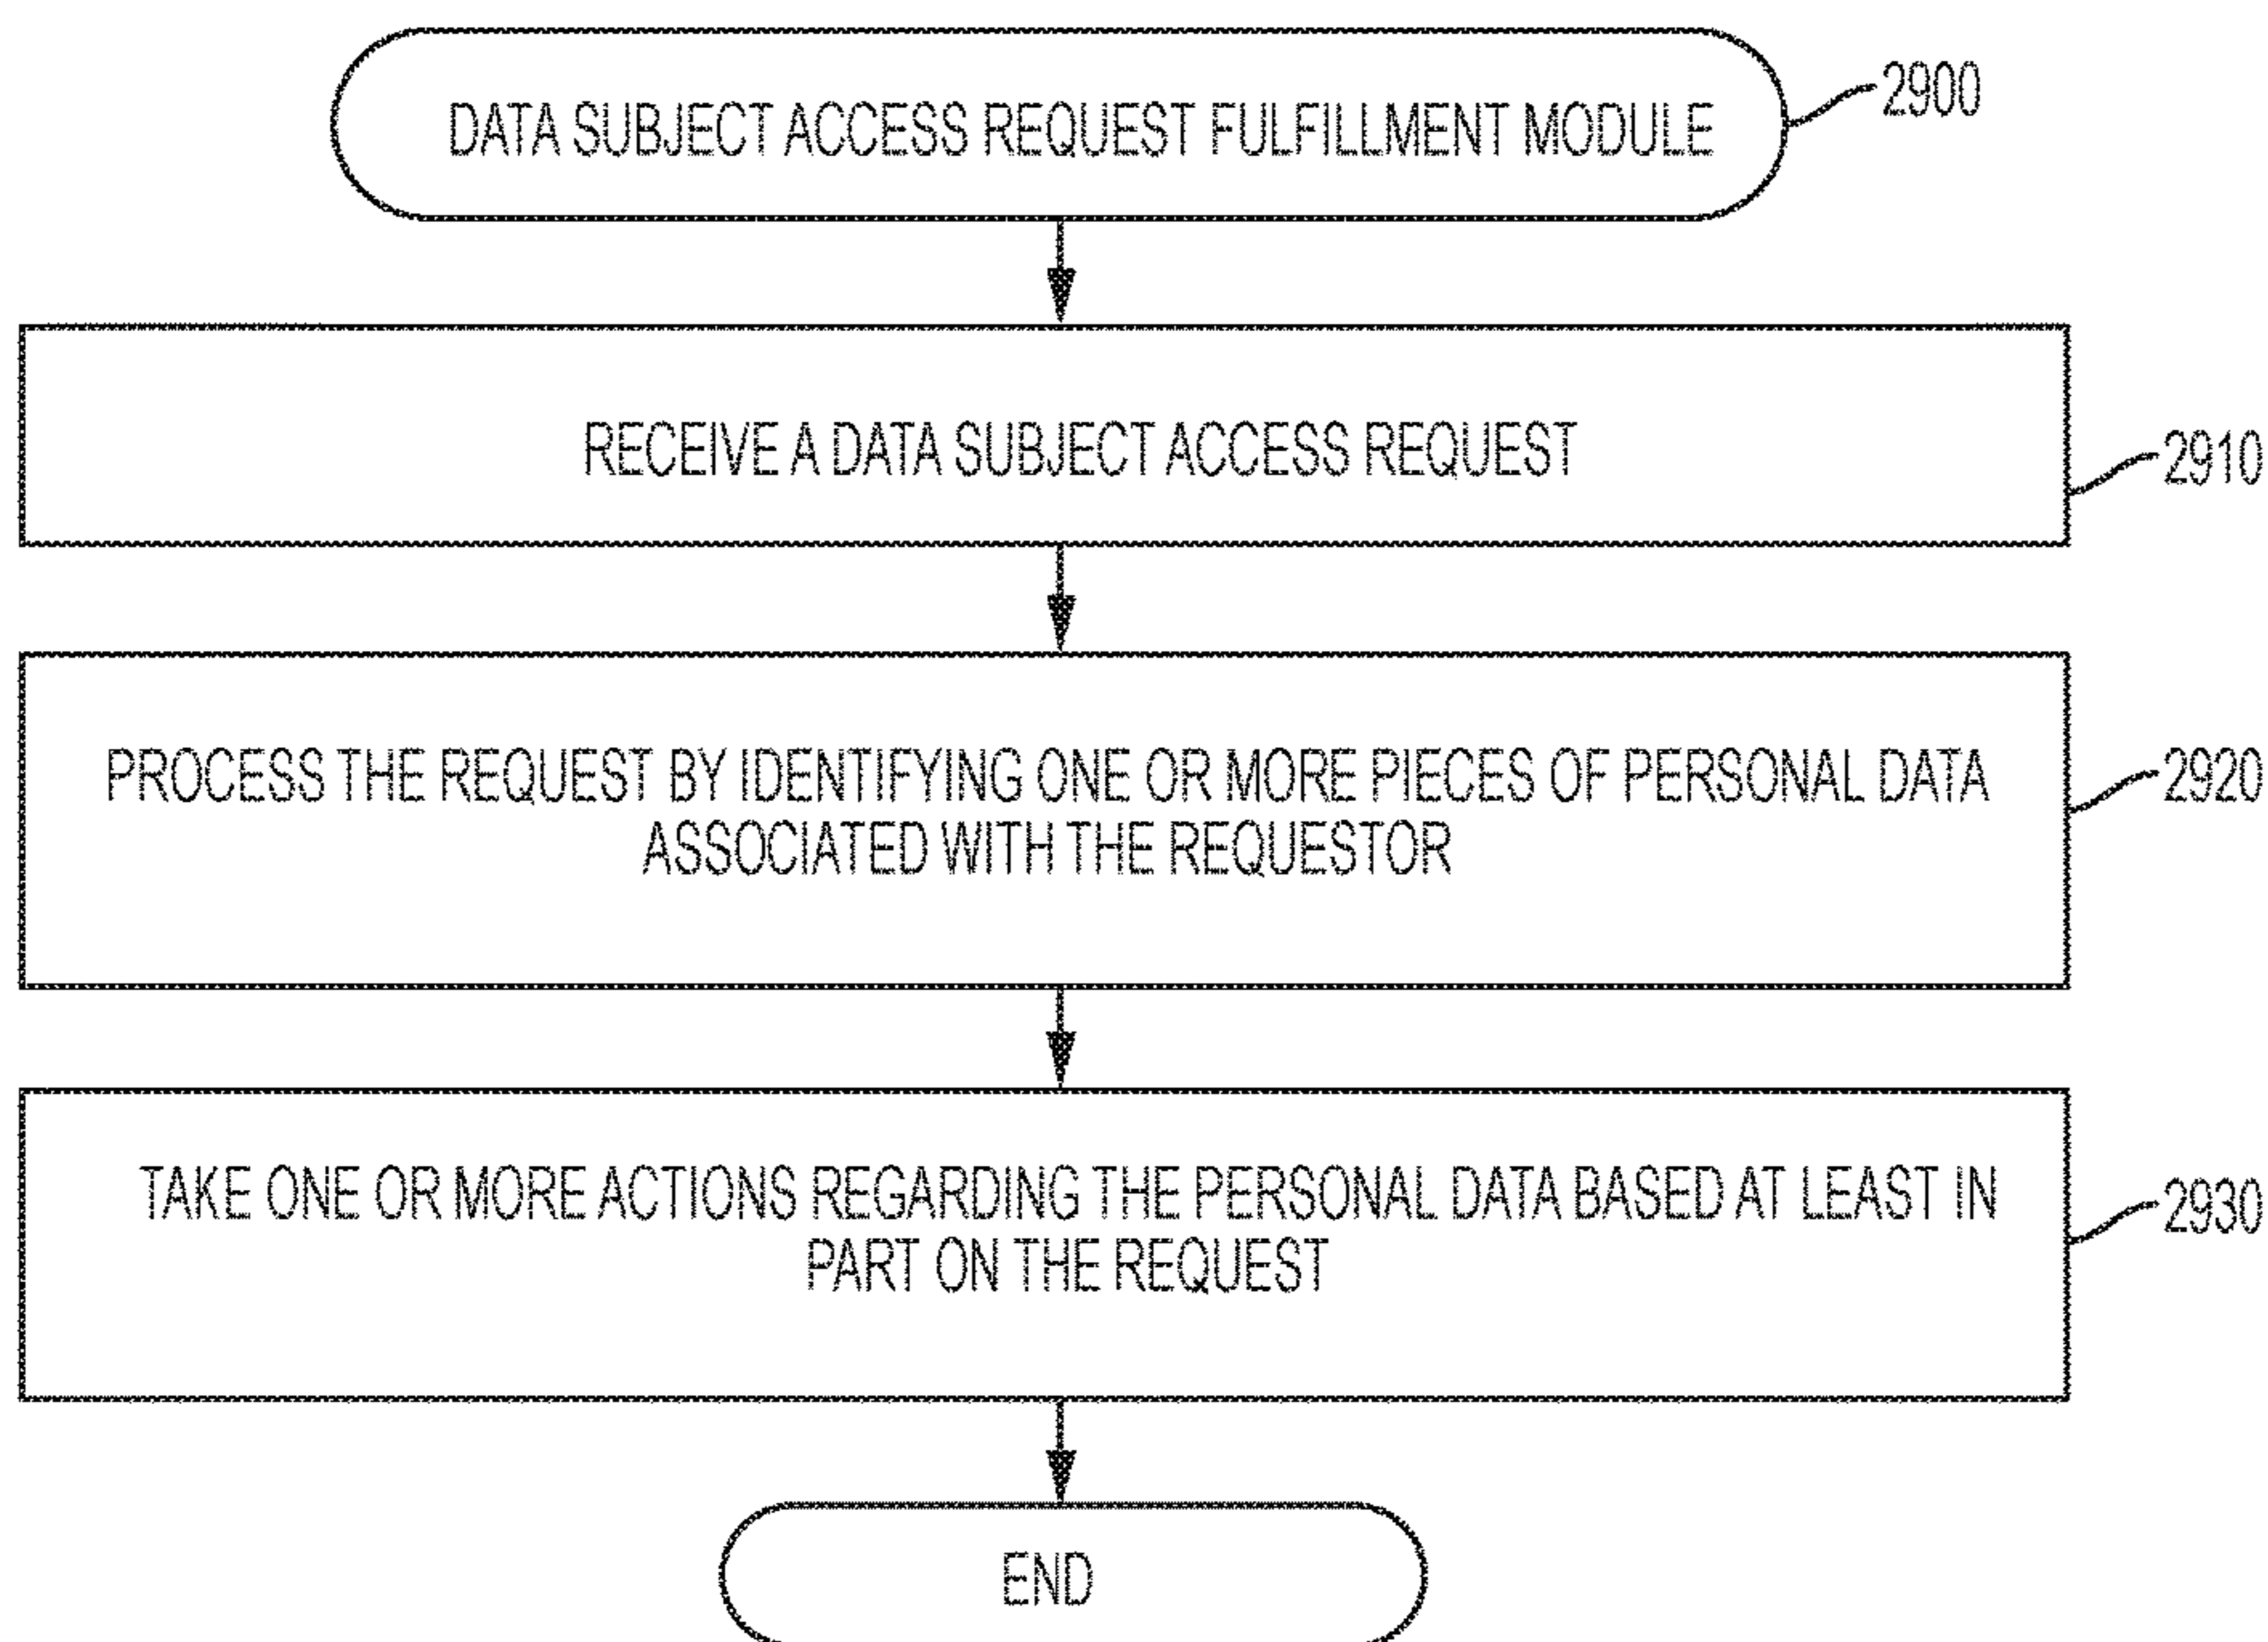 DATA SUBJECT ACCESS REQUEST FULFILLMENT MODULE
2900
RECEIVE A DATA SUBJECT ACCESS REQUEST
2910
PROCESS THE REQUEST BY IDENTIFYING ONE OR MORE PIECES OF PERSONAL DATA
ASSOCIATED WITH THE REQUESTOR
2920
TAKE ONE OR MORE ACTIONS REGARDING THE PERSONAL DATA BASED AT LEAST IN
PART ON THE REQUEST
2930
END